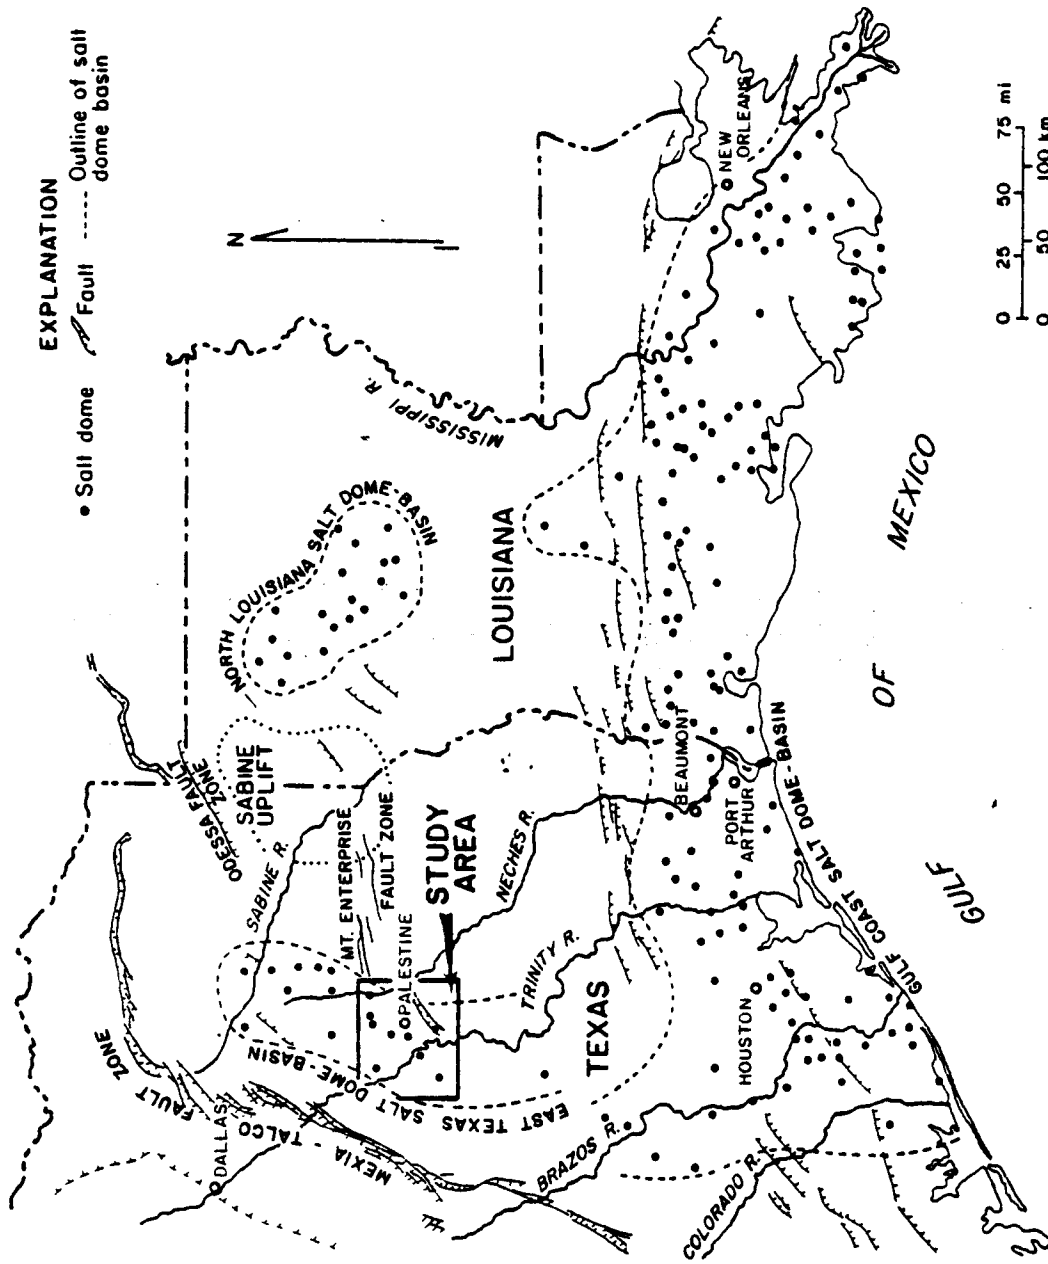 EXPLANATION
Salt dome
Fault
Outline of salt
dome basin
N
MISSISSIPPI R.
NORTH LOUISIANA SALT DOME-BASIN
LOUISIANA
NEW
ORLEANS
ODESSA FAULT
ZONE
SABINE
UPLIFT
SABINE R.
MT. ENTERPRISE
FAULT ZONE
STUDY
AREA
PALESTINE
NECHES R.
TRINITY R.
TEXAS
EAST TEXAS SALT DOME-BASIN
MEXIA - TALCO
FAULT ZONE
DALLAS
BRAZOS R.
COLORADO R.
HOUSTON
BEAUMONT
PORT
ARTHUR
GULF COAST SALT DOME-BASIN
GULF
OF
MEXICO
0 25 50 75 mi
0 50 100 km